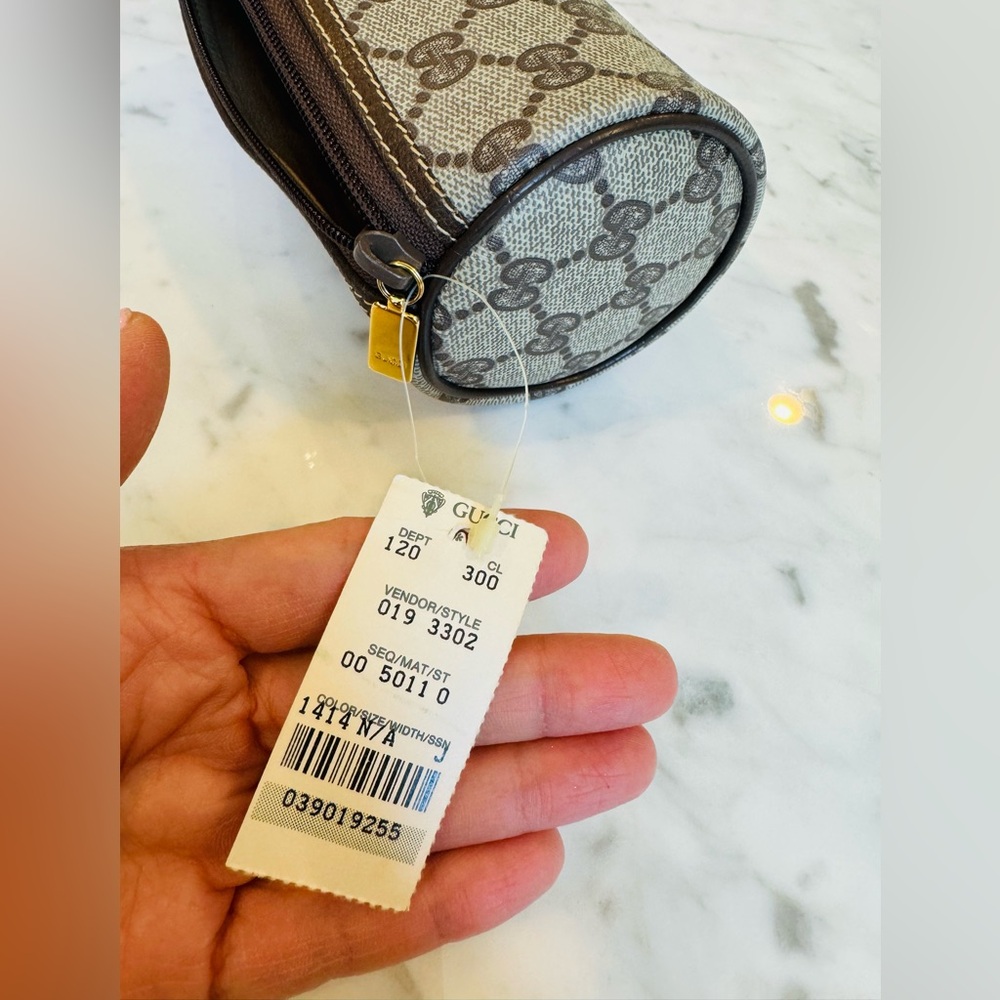 GUCCI
GUCCI
DEPT CL
120 300
VENDOR/STYLE
019 3302
SEQ/MAT/ST
00 5011 0
COLOR/SIZE/WIDTH/SSN
1414 N/A J
039019255